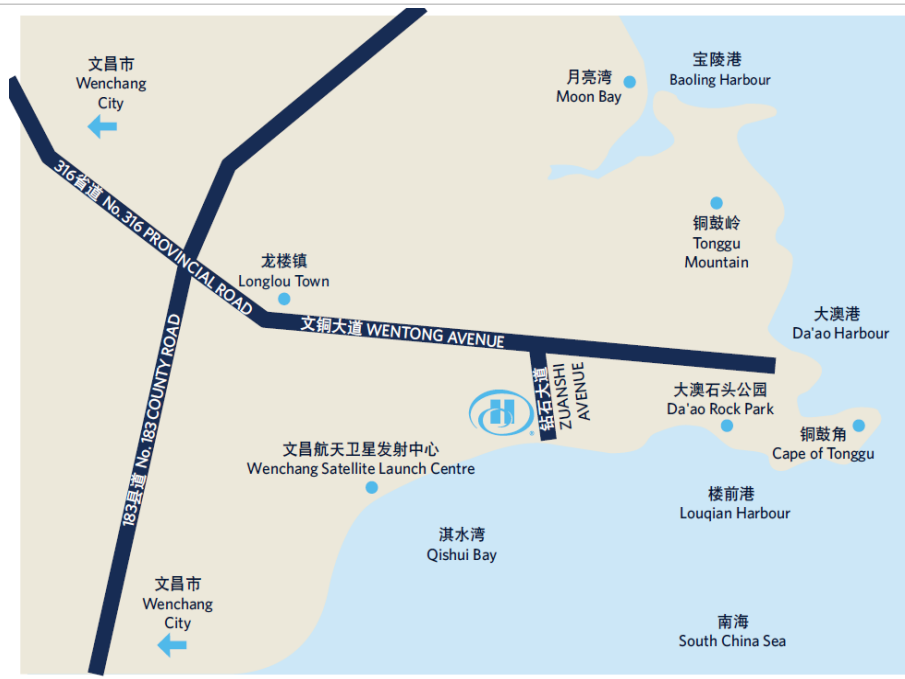 文昌市
Wenchang
City
月亮湾
Moon Bay
宝陵港
Baoling Harbour
316省道 No. 316 PROVINCIAL ROAD
铜鼓岭
Tonggu
Mountain
龙楼镇
Longlou Town
文铜大道 WENTONG AVENUE
大澳港
Da'ao Harbour
183县道 No. 183 COUNTY ROAD
钻石大道
ZUANSHI
AVENUE
H
大澳石头公园
Da'ao Rock Park
铜鼓角
Cape of Tonggu
文昌航天卫星发射中心
Wenchang Satellite Launch Centre
楼前港
Louqian Harbour
淇水湾
Qishui Bay
文昌市
Wenchang
City
南海
South China Sea